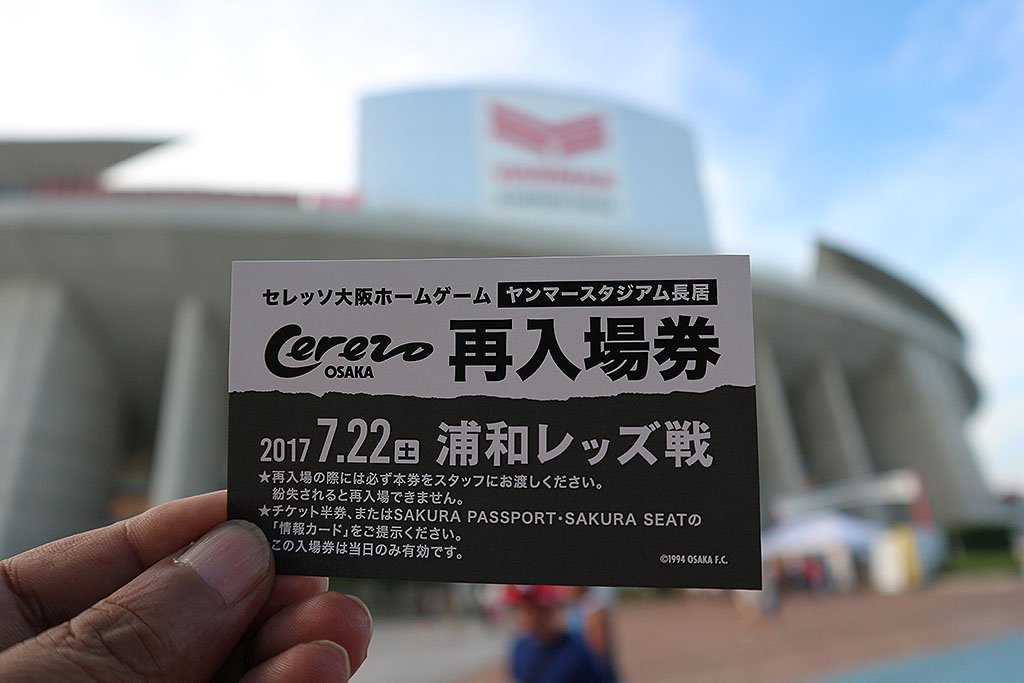 セレッソ大阪ホームゲーム ヤンマースタジアム長居
Cerezo OSAKA 再入場券
2017 7.22 土 浦和レッズ戦
★再入場の際には必ず本券をスタッフにお渡しください。
紛失されると再入場できません。
★チケット半券、またはSAKURA PASSPORT・SAKURA SEATの
「情報カード」をご提示ください。
この入場券は当日のみ有効です。
©1994 OSAKA F.C.